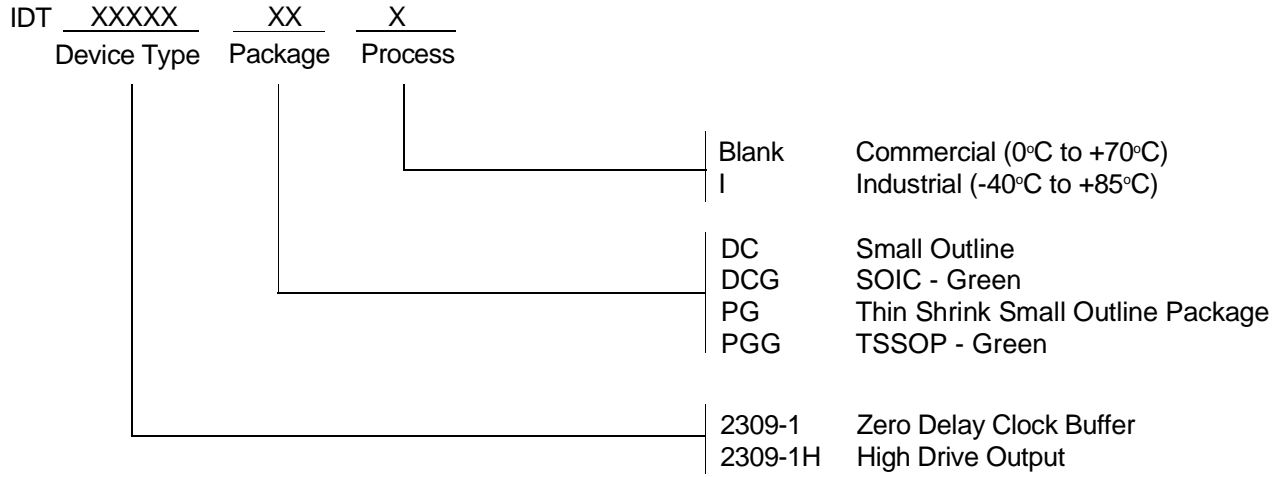 IDT XXXXX XX X
Device Type Package Process
Blank Commercial (0°C to +70°C)
I Industrial (-40°C to +85°C)
DC Small Outline
DCG SOIC - Green
PG Thin Shrink Small Outline Package
PGG TSSOP - Green
2309-1 Zero Delay Clock Buffer
2309-1H High Drive Output